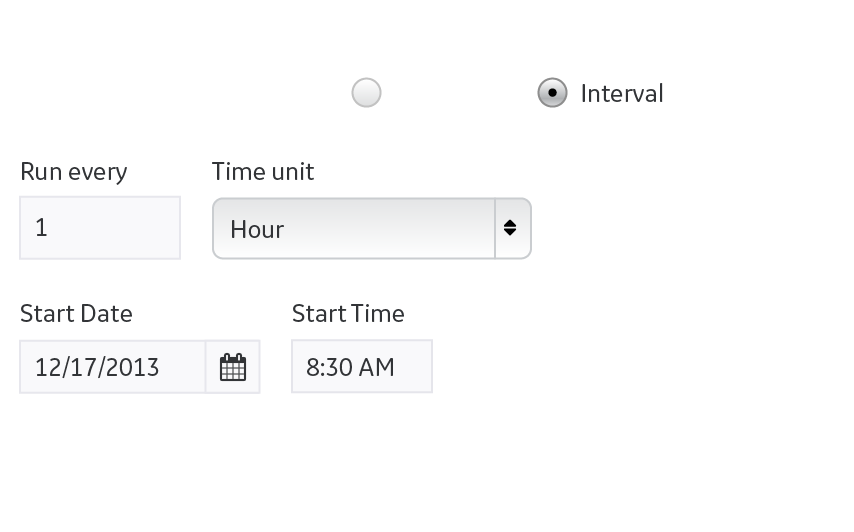 Interval
Run every
Time unit
1
Hour
Start Date
Start Time
12/17/2013
8:30 AM